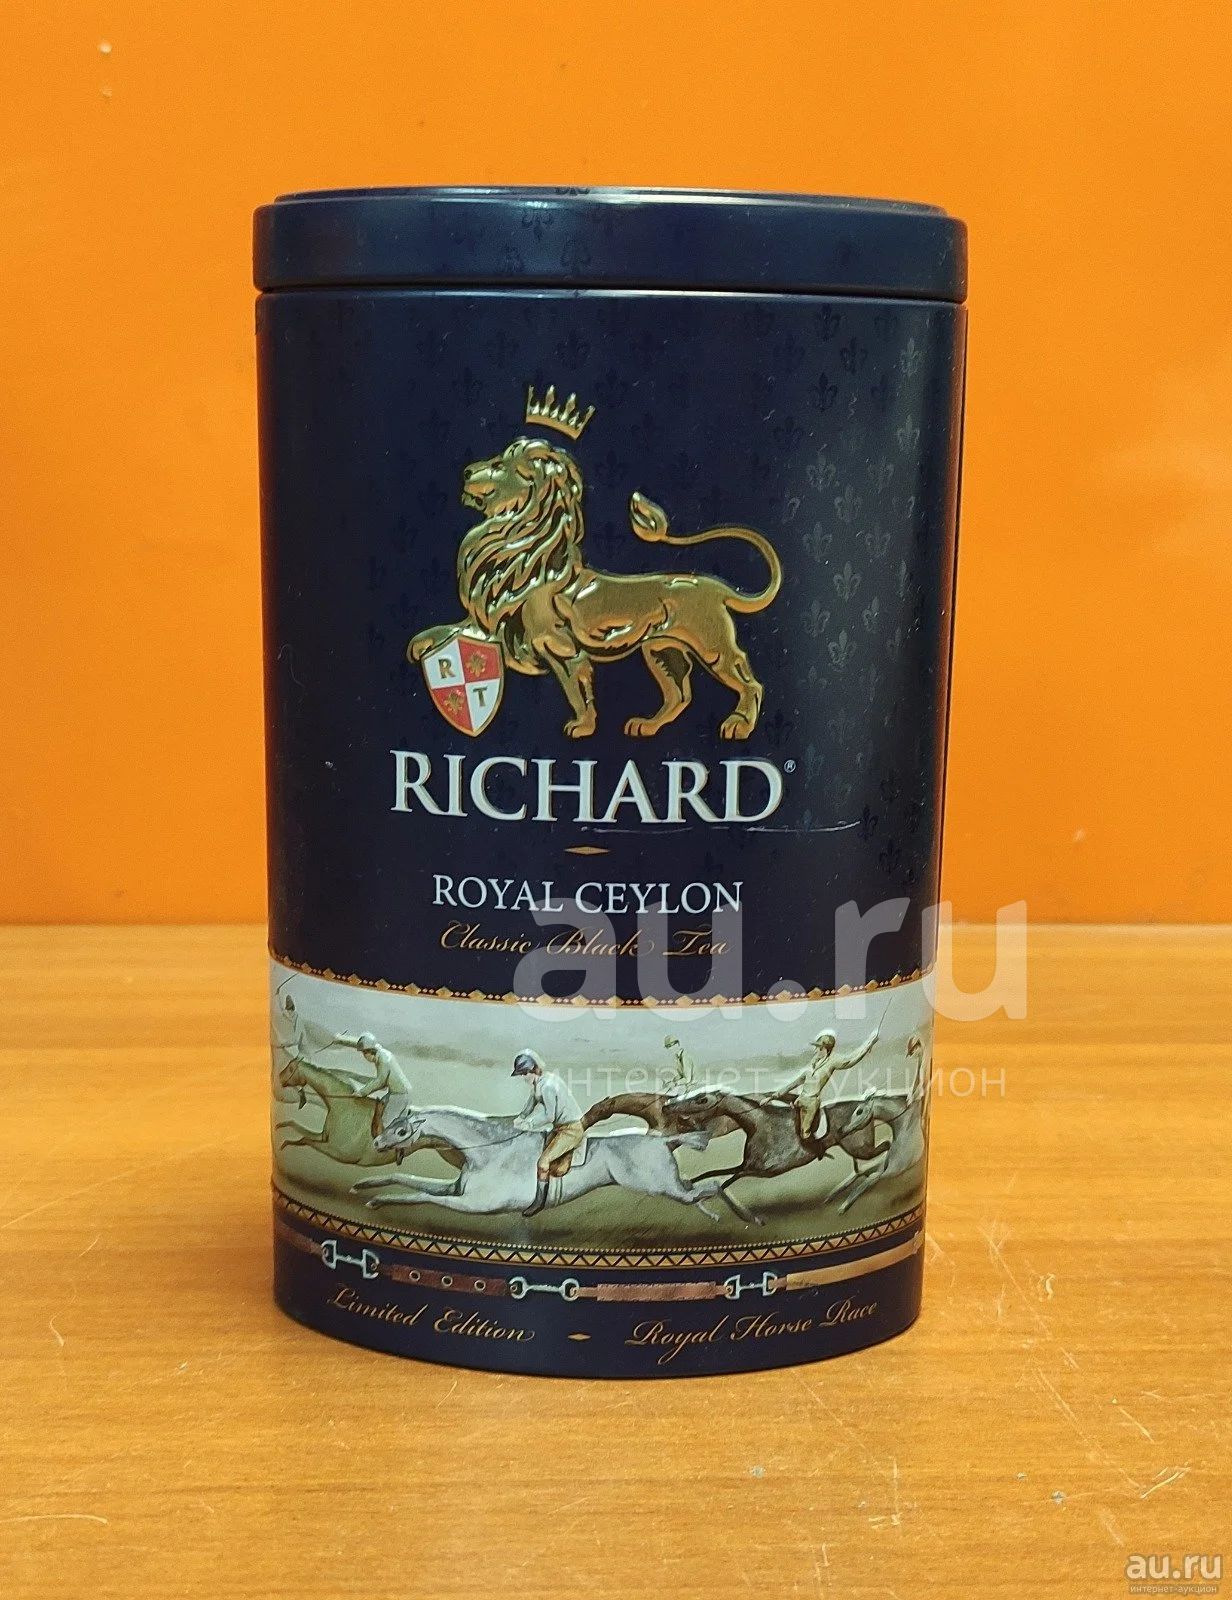 R
T
RICHARD®
ROYAL CEYLON
Classic Black Tea
au.ru
интернет-аукцион
Limited Edition - Royal Horse Race
au.ru
интернет-аукцион